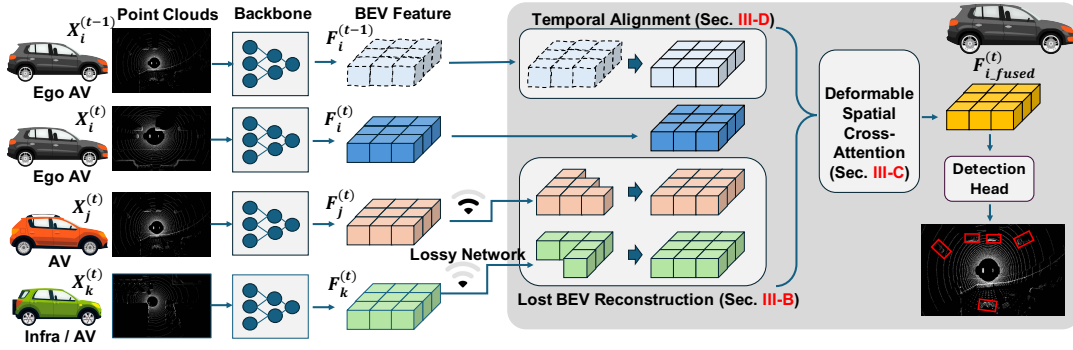 Point Clouds
Backbone
BEV Feature
Temporal Alignment (Sec. III-D)
X_i^{(t-1)}
F_i^{(t-1)}
Ego AV
X_i^{(t)}
F_i^{(t)}
Ego AV
X_j^{(t)}
F_j^{(t)}
AV
Lossy Network
X_k^{(t)}
F_k^{(t)}
Infra / AV
Lost BEV Reconstruction (Sec. III-B)
Deformable
Spatial
Cross-
Attention
(Sec. III-C)
F_{i_fused}^{(t)}
Detection
Head